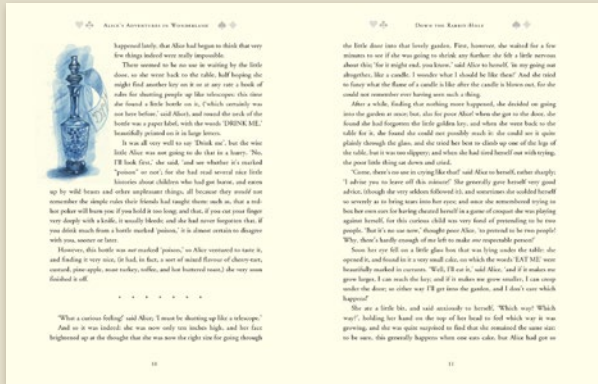 ALICE'S ADVENTURES IN WONDERLAND
happened lately, that Alice had begun to think that very
few things indeed were really impossible.
There seemed to be no use in waiting by the little
door, so she went back to the table, half hoping she
might find another key on it or at any rate a book of
rules for shutting people up like telescopes: this time
she found a little bottle on it, ('which certainly was
not here before,' said Alice), and round the neck of the
bottle was a paper label, with the words 'DRINK ME,'
beautifully printed on it in large letters.
It was all very well to say 'Drink me', but the wise
little Alice was not going to do that in a hurry. 'No,
I'll look first,' she said, 'and see whether it's marked
"poison" or not'; for she had read several nice little
histories about children who had got burnt, and eaten
up by wild beasts and other unpleasant things, all because they would not
remember the simple rules their friends had taught them: such as, that a red-
hot poker will burn you if you hold it too long; and that, if you cut your finger
very deeply with a knife, it usually bleeds; and she had never forgotten that, if
you drink much from a bottle marked 'poison,' it is almost certain to disagree
with you, sooner or later.
However, this bottle was not marked 'poison,' so Alice ventured to taste it,
and finding it very nice, (it had, in fact, a sort of mixed flavour of cherry-tart,
custard, pine-apple, roast turkey, toffee, and hot buttered toast,) she very soon
finished it off.
* * * * * * *
'What a curious feeling!' said Alice; 'I must be shutting up like a telescope.'
And so it was indeed: she was now only ten inches high, and her face
brightened up at the thought that she was now the right size for going through
10
DOWN THE RABBIT-HOLE
the little door into that lovely garden. First, however, she waited for a few
minutes to see if she was going to shrink any further: she felt a little nervous
about this; 'for it might end, you know,' said Alice to herself, 'in my going out
altogether, like a candle. I wonder what I should be like then?' And she tried
to fancy what the flame of a candle is like after the candle is blown out, for she
could not remember ever having seen such a thing.
After a while, finding that nothing more happened, she decided on going
into the garden at once; but, alas for poor Alice! when she got to the door, she
found she had forgotten the little golden key, and when she went back to the
table for it, she found she could not possibly reach it: she could see it quite
plainly through the glass, and she tried her best to climb up one of the legs of
the table, but it was too slippery; and when she had tired herself out with trying,
the poor little thing sat down and cried.
'Come, there's no use in crying like that!' said Alice to herself, rather sharply;
'I advise you to leave off this minute!' She generally gave herself very good
advice, (though she very seldom followed it), and sometimes she scolded herself
so severely as to bring tears into her eyes; and once she remembered trying to
box her own ears for having cheated herself in a game of croquet she was playing
against herself, for this curious child was very fond of pretending to be two
people. 'But it's no use now,' thought poor Alice, 'to pretend to be two people!
Why, there's hardly enough of me left to make one respectable person!'
Soon her eye fell on a little glass box that was lying under the table: she
opened it, and found in it a very small cake, on which the words 'EAT ME' were
beautifully marked in currants. 'Well, I'll eat it,' said Alice, 'and if it makes me
grow larger, I can reach the key; and if it makes me grow smaller, I can creep
under the door; so either way I'll get into the garden, and I don't care which
happens!'
She ate a little bit, and said anxiously to herself, 'Which way? Which
way?', holding her hand on the top of her head to feel which way it was
growing, and she was quite surprised to find that she remained the same size:
to be sure, this generally happens when one eats cake, but Alice had got so
11